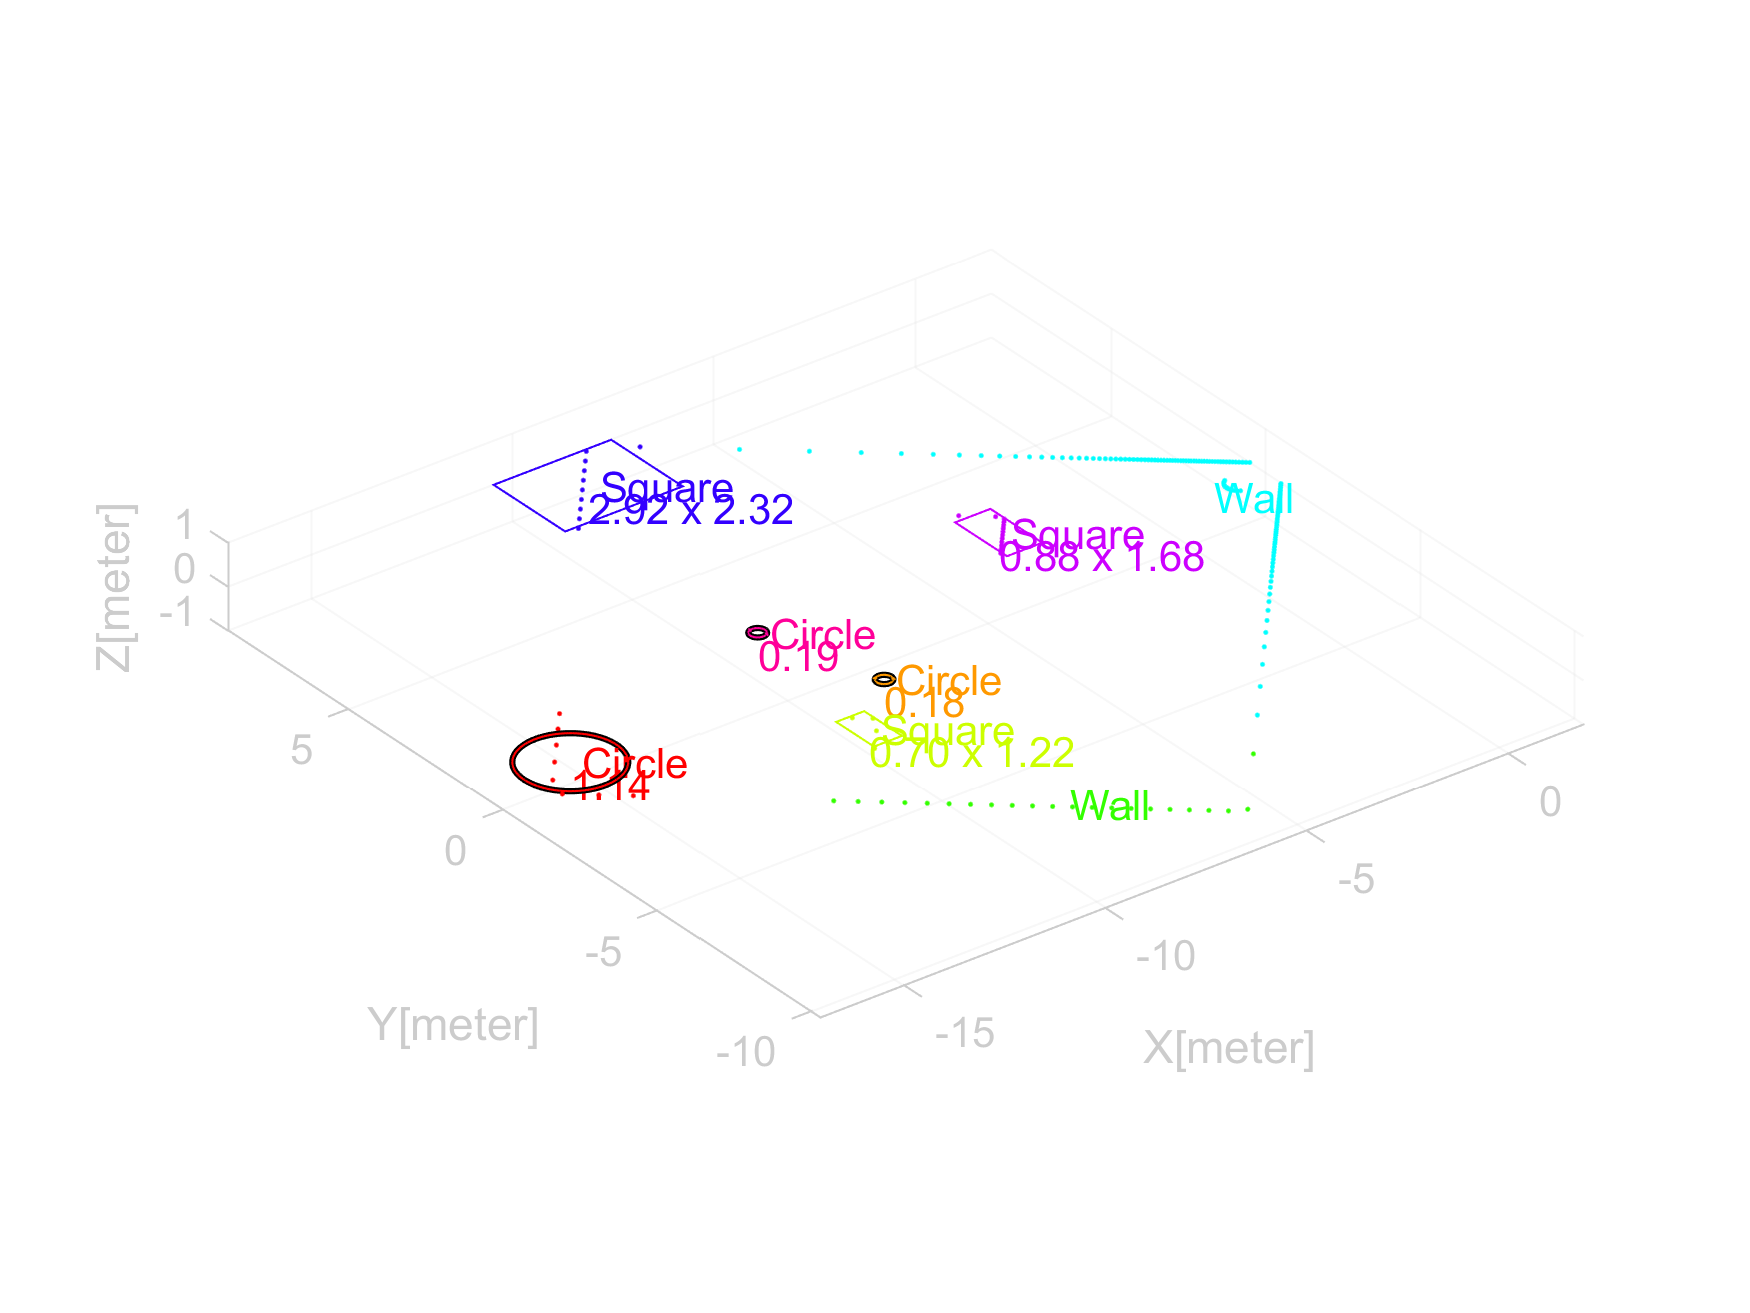 Square
2.92 x 2.32
Wall
Square
0.88 x 1.68
Circle
0.19
Circle
0.18
Square
0.70 x 1.22
Circle
1.14
Wall
Z[meter]
1
0
-1
5
0
-5
-10
Y[meter]
-15
-10
-5
0
X[meter]